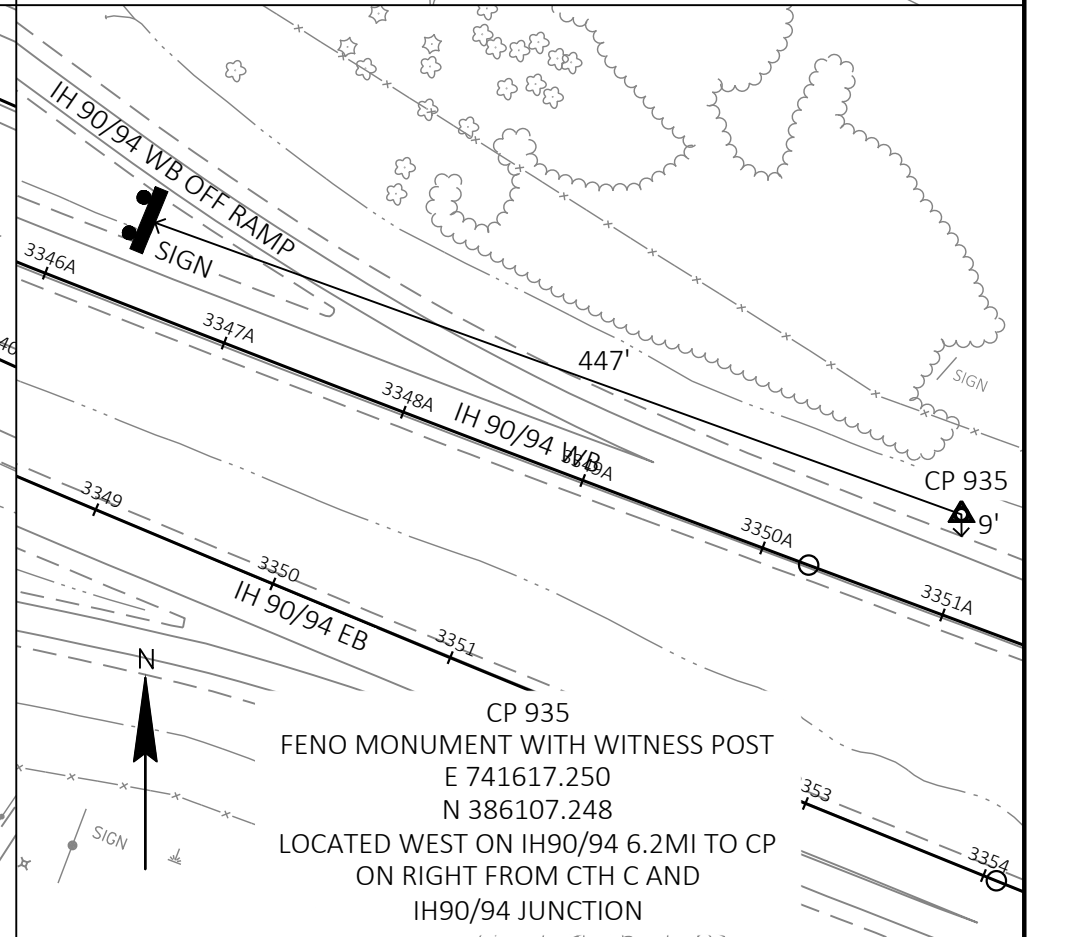 IH 90/94 WB OFF RAMP
SIGN
3346A
3347A
3348A
447'
SIGN
IH 90/94 WB
3349A
CP 935
9'
3350A
3351A
3349
3350
IH 90/94 EB
3351
N
CP 935
FENO MONUMENT WITH WITNESS POST
E 741617.250
N 386107.248
LOCATED WEST ON IH90/94 6.2MI TO CP
ON RIGHT FROM CTH C AND
IH90/94 JUNCTION
SIGN
3354